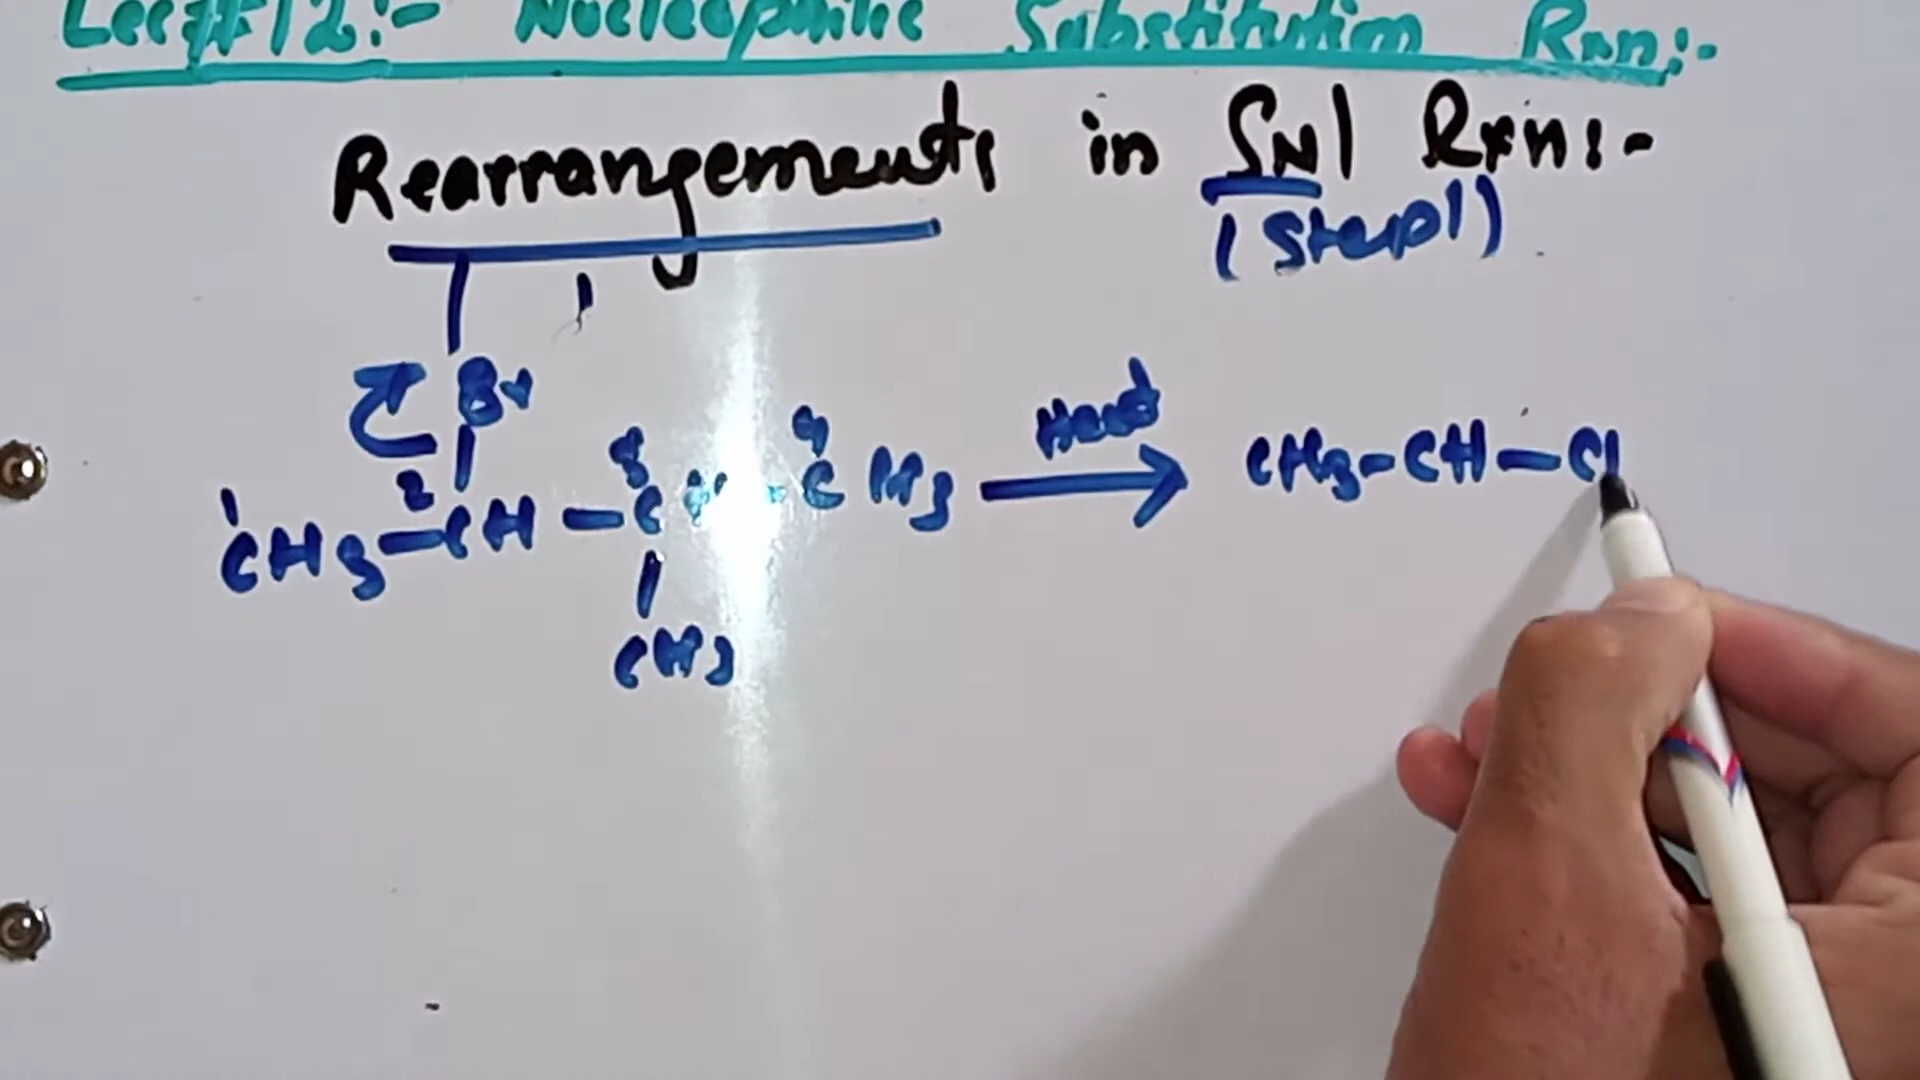 Lec#12:- Nucleophilic Substitution Rxn:-
Rearrangements in SN1 Rxn:-
(Step1)
Br
Heat
1 2 3 4
CH3-CH-C CH3
CH3-CH-C
CH3